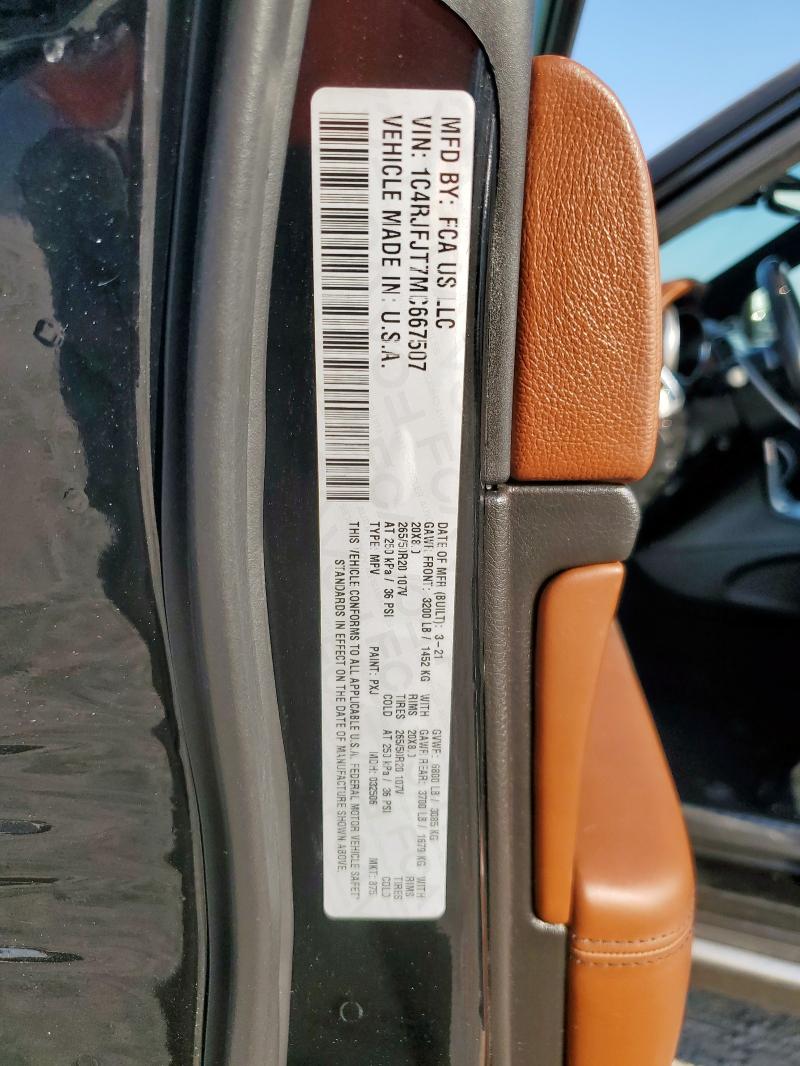 MFD BY: FCA US LLC
VIN: 1C4RJFJT7MC667507
VEHICLE MADE IN: U.S.A.
DATE OF MFR (BUILT): 3-21 GVWR: 6800 LB / 3085 KG
GAWR FRONT: 3200 LB / 1452 KG WITH GAWR REAR: 3700 LB / 1679 KG WITH
20X8.0 RIMS 20X8.0 RIMS
265/50R20 107V TIRES 265/50R20 107V TIRES
AT 250 kPa / 36 PSI COLD AT 250 kPa / 36 PSI COLD
TYPE: MPV PAINT: PXJ MDH: 032506 MKT:
THIS VEHICLE CONFORMS TO ALL APPLICABLE U.S.A. FEDERAL MOTOR VEHICLE SAFETY
STANDARDS IN EFFECT ON THE DATE OF MANUFACTURE SHOWN ABOVE.